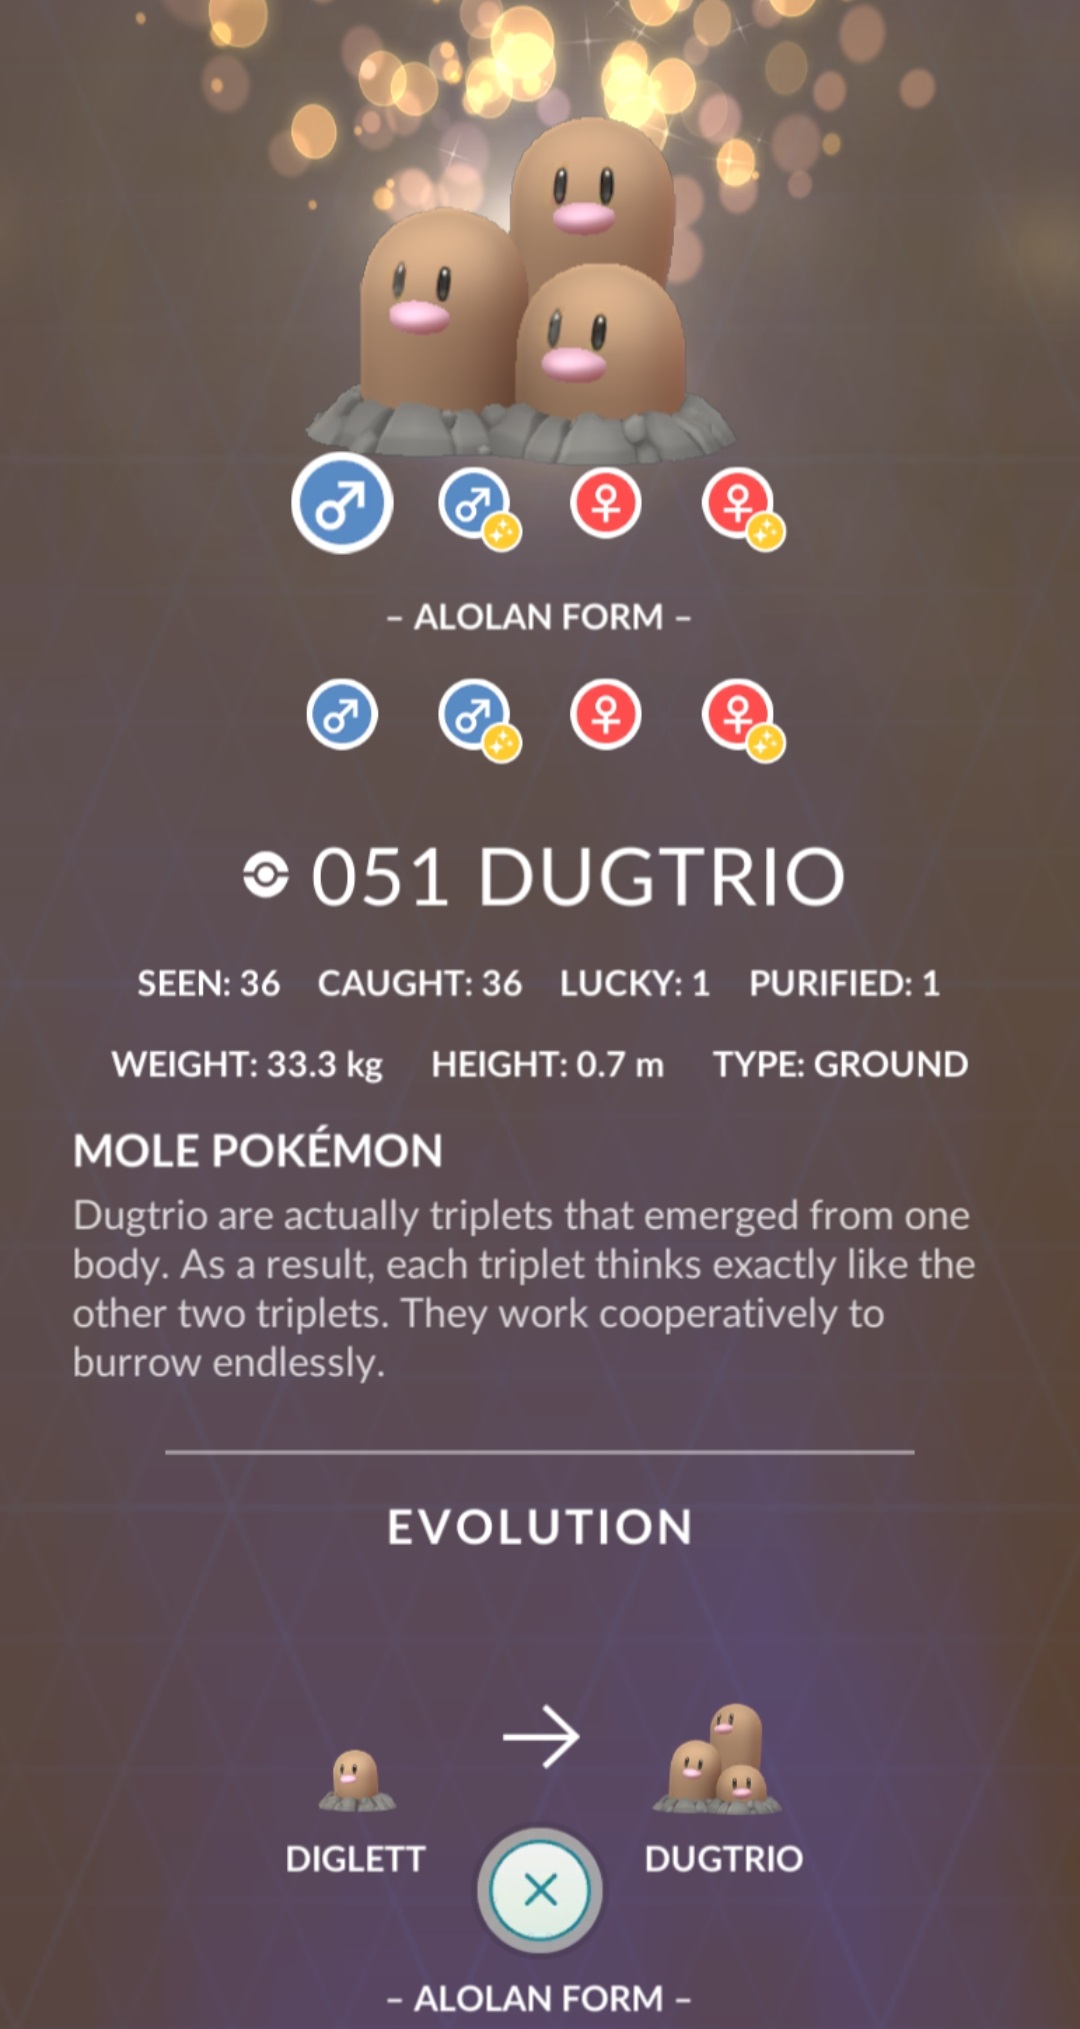 – ALOLAN FORM –
051 DUGTRIO
SEEN: 36 CAUGHT: 36 LUCKY: 1 PURIFIED: 1
WEIGHT: 33.3 kg HEIGHT: 0.7 m TYPE: GROUND
MOLE POKÉMON
Dugtrio are actually triplets that emerged from one
body. As a result, each triplet thinks exactly like the
other two triplets. They work cooperatively to
burrow endlessly.
EVOLUTION
DIGLETT DUGTRIO
– ALOLAN FORM –